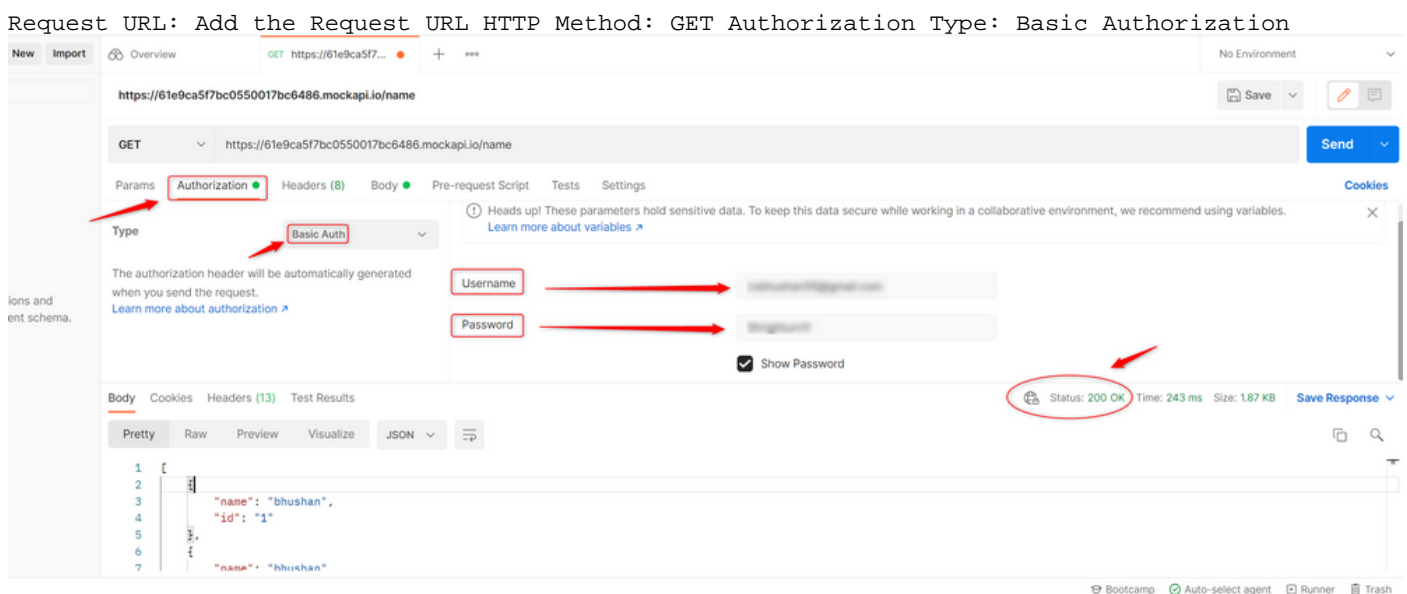 Request URL: Add the Request URL HTTP Method: GET Authorization Type: Basic Authorization
New Import Overview GET https://61e9ca5f7... No Environment
https://61e9ca5f7bc0550017bc6486.mockapi.io/name Save
GET https://61e9ca5f7bc0550017bc6486.mockapi.io/name Send
Params Authorization Headers (8) Body Pre-request Script Tests Settings Cookies
Type Basic Auth
The authorization header will be automatically generated
when you send the request.
Learn more about authorization
ions and
ent schema.
Heads up! These parameters hold sensitive data. To keep this data secure while working in a collaborative environment, we recommend using variables.
Learn more about variables
Username
Password
Show Password
Body Cookies Headers (13) Test Results Status: 200 OK Time: 243 ms Size: 1.87 KB Save Response
Pretty Raw Preview Visualize JSON
1 [
2 {
3 "name": "bhushan",
4 "id": "1"
5 },
6 {
7 "name": "bhushan"
Bootcamp Auto-select agent Runner Trash